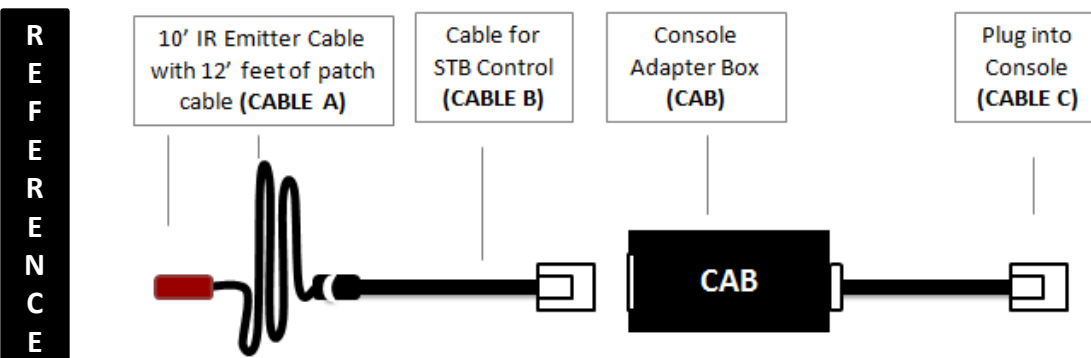 R
E
F
E
R
E
N
C
E
10’ IR Emitter Cable
with 12’ feet of patch
cable (CABLE A)
Cable for
STB Control
(CABLE B)
Console
Adapter Box
(CAB)
Plug into
Console
(CABLE C)
CAB